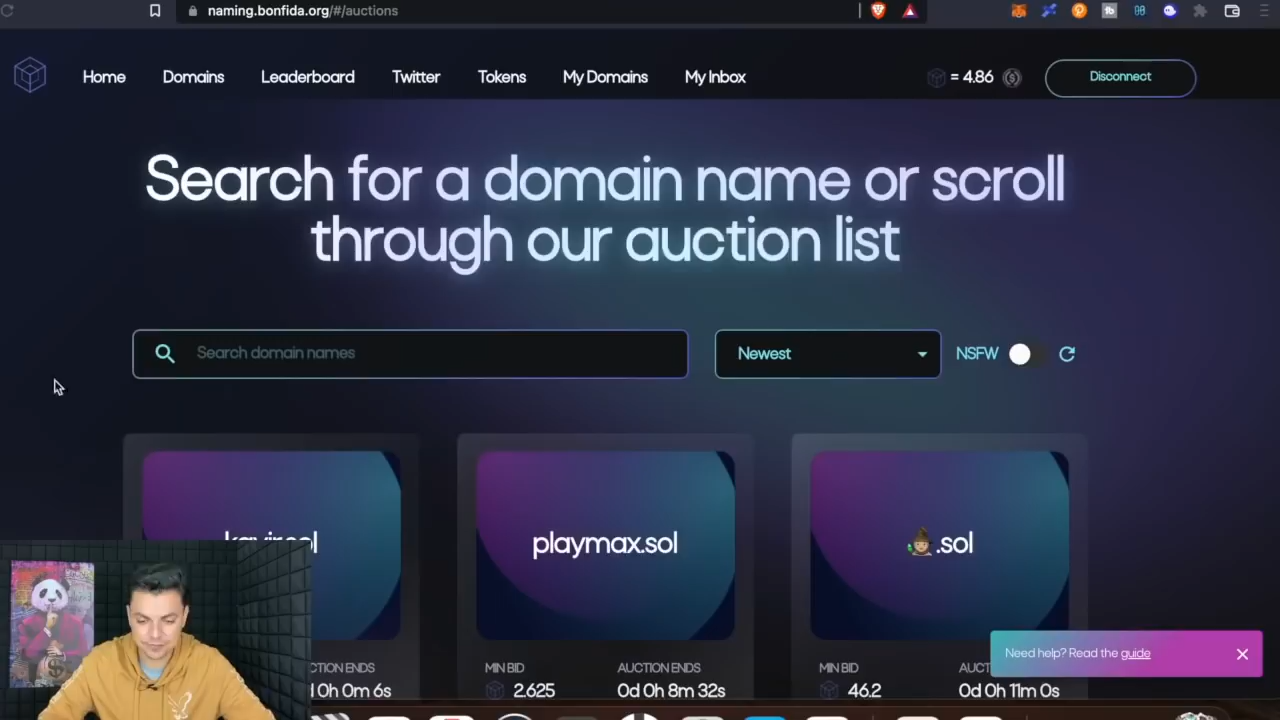 naming.bonfida.org/#/auctions
Home Domains Leaderboard Twitter Tokens My Domains My Inbox = 4.86 Disconnect
Search for a domain name or scroll
through our auction list
Search domain names Newest NSFW
playmax.sol .sol
Need help? Read the guide
MIN BID AUCTION ENDS MIN BID
0h 0m 6s 2.625 0d 0h 8m 32s 46.2 0d 0h 11m 0s